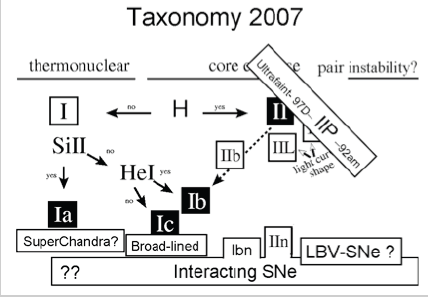 Taxonomy 2007
thermonuclear
core
pair instability?
Ultrafaint- 97D- IIP -92am
I
no
H
yes
II
SiII
no
IIb
IIL
light
shape
yes
HeI
yes
no
Ib
Ia
Ic
SuperChandra?
Broad-lined
Ibn
IIn
LBV-SNe ?
??
Interacting SNe